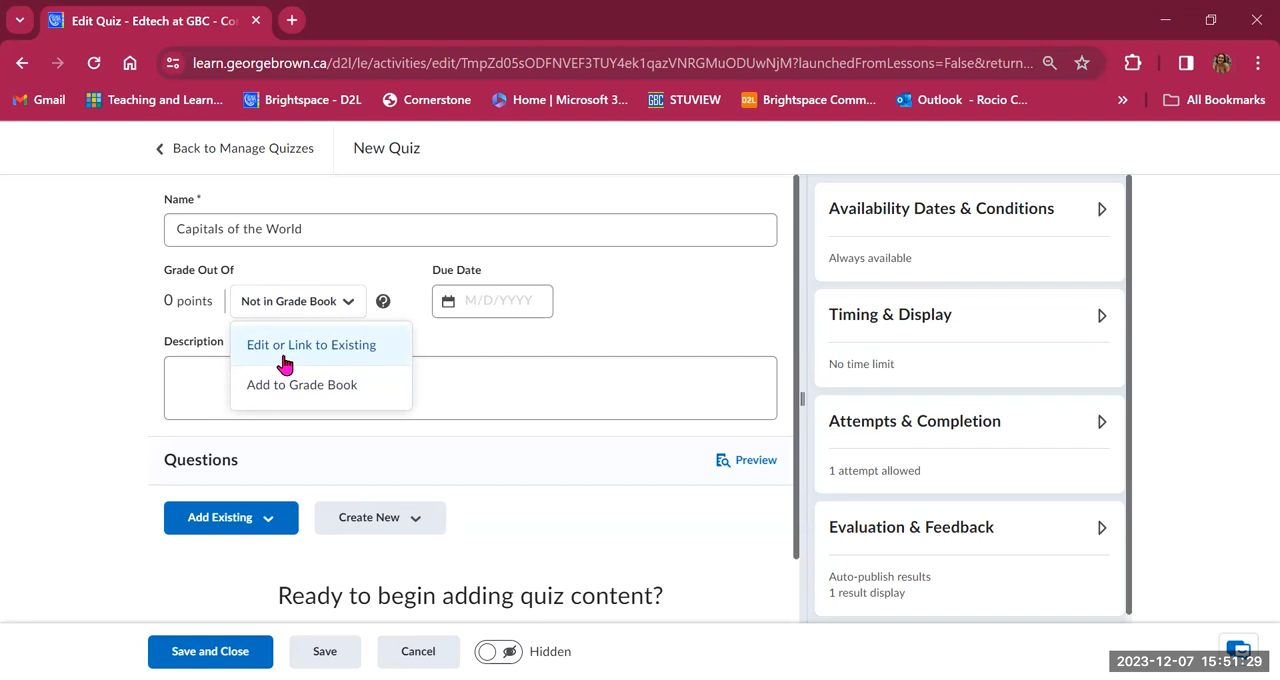 Edit Quiz - Edtech at GBC - Co
learn.georgebrown.ca/d2l/le/activities/edit/TmpZd05sODFNVEF3TUY4ek1qazVNRGMuODUwNjM?launchedFromLessons=False&return...
Gmail
Teaching and Learn...
Brightspace - D2L
Cornerstone
Home | Microsoft 3...
GBC
STUVIEW
D2L
Brightspace Comm...
Outlook - Rocio C...
All Bookmarks
Back to Manage Quizzes
New Quiz
Name *
Capitals of the World
Grade Out Of
Due Date
0 points
Not in Grade Book
M/D/YYYY
Edit or Link to Existing
Add to Grade Book
Description
Questions
Preview
Add Existing
Create New
Ready to begin adding quiz content?
Availability Dates & Conditions
Always available
Timing & Display
No time limit
Attempts & Completion
1 attempt allowed
Evaluation & Feedback
Auto-publish results
1 result display
Save and Close
Save
Cancel
Hidden
2023-12-07 15:51:29